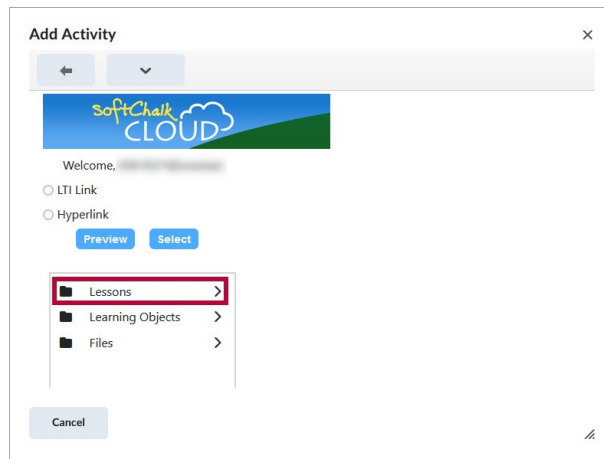 Add Activity
SoftChalk
CLOUD
Welcome,
LTI Link
Hyperlink
Preview Select
Lessons
Learning Objects
Files
Cancel